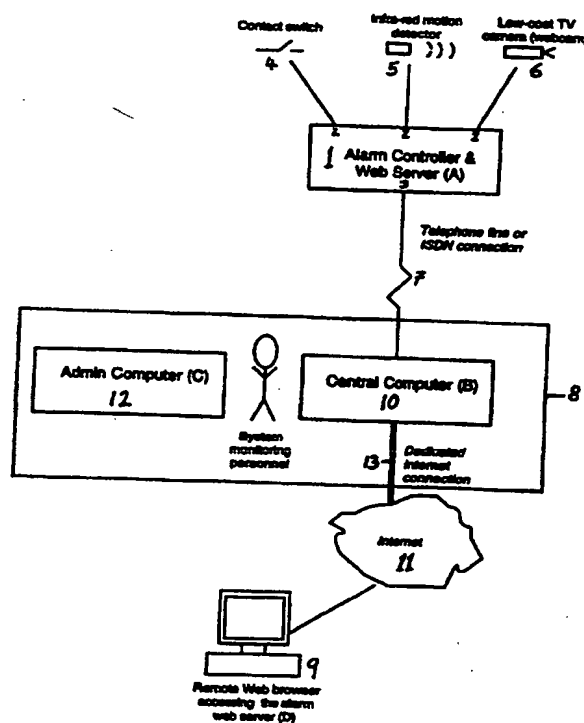 Contact switch
4
Infra-red motion
detector
5
Low-cost TV
camera (webcam)
6
2 2 2
1 Alarm Controller &
Web Server (A)
3
Telephone line or
ISDN connection
7
8
Admin Computer (C)
12
System
monitoring
personnel
Central Computer (B)
10
13
Dedicated
internet
connection
Internet
11
9
Remote Web browser
accessing the alarm
web server (D)